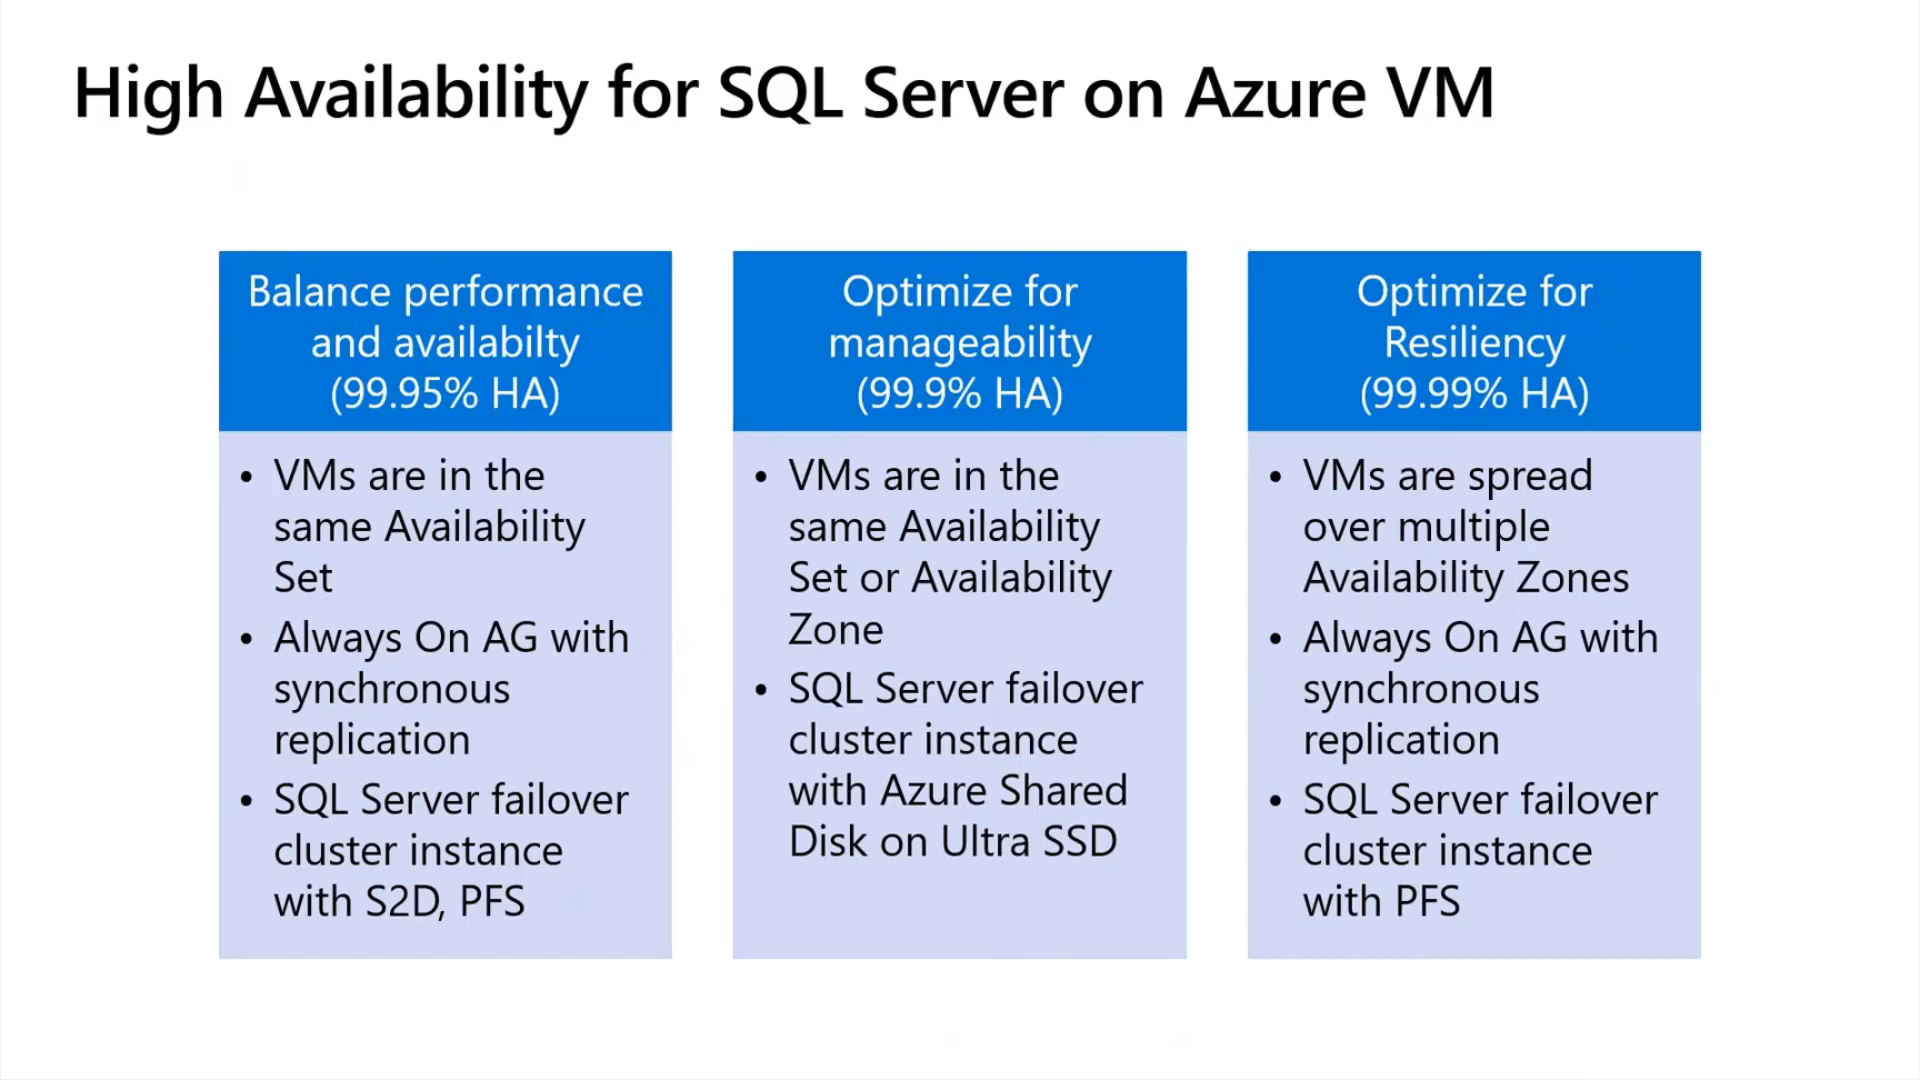 High Availability for SQL Server on Azure VM
Balance performance
and availabilty
(99.95% HA)
• VMs are in the
same Availability
Set
• Always On AG with
synchronous
replication
• SQL Server failover
cluster instance
with S2D, PFS
Optimize for
manageability
(99.9% HA)
• VMs are in the
same Availability
Set or Availability
Zone
• SQL Server failover
cluster instance
with Azure Shared
Disk on Ultra SSD
Optimize for
Resiliency
(99.99% HA)
• VMs are spread
over multiple
Availability Zones
• Always On AG with
synchronous
replication
• SQL Server failover
cluster instance
with PFS